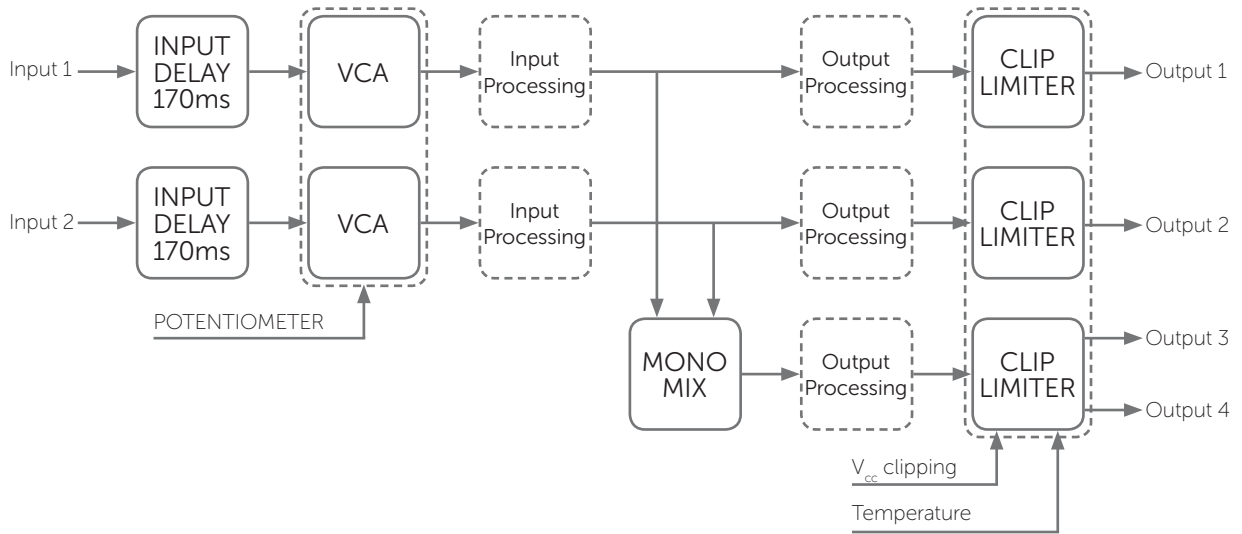 Input 1
INPUT
DELAY
170ms
VCA
Input
Processing
Output
Processing
CLIP
LIMITER
Output 1
Input 2
INPUT
DELAY
170ms
VCA
Input
Processing
Output
Processing
CLIP
LIMITER
Output 2
POTENTIOMETER
MONO
MIX
Output
Processing
CLIP
LIMITER
Output 3
Output 4
Vcc clipping
Temperature